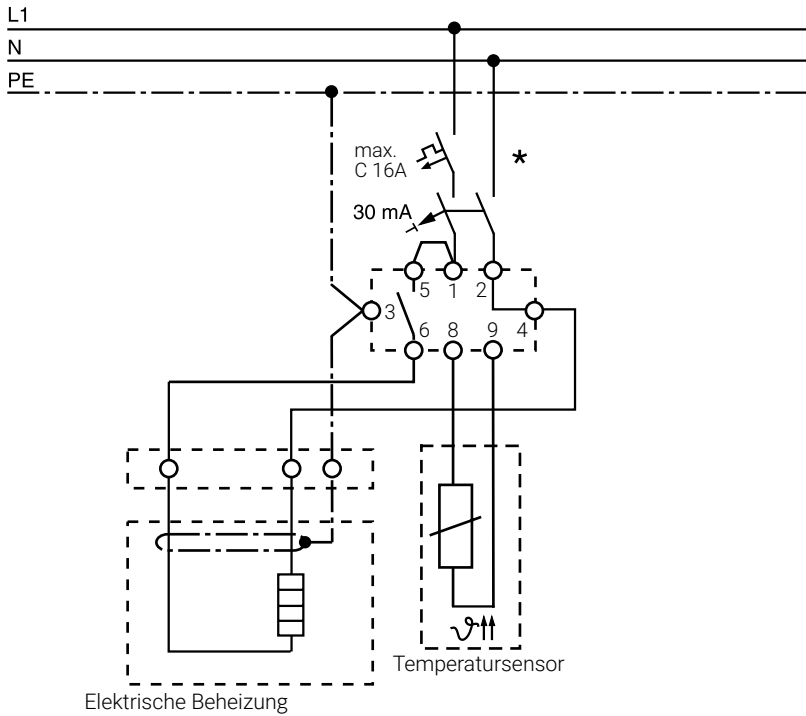 L1
N
PE
max.
C 16A
*
30 mA
5 1 2
3 4
6 8 9
ϑ
Temperatursensor
Elektrische Beheizung